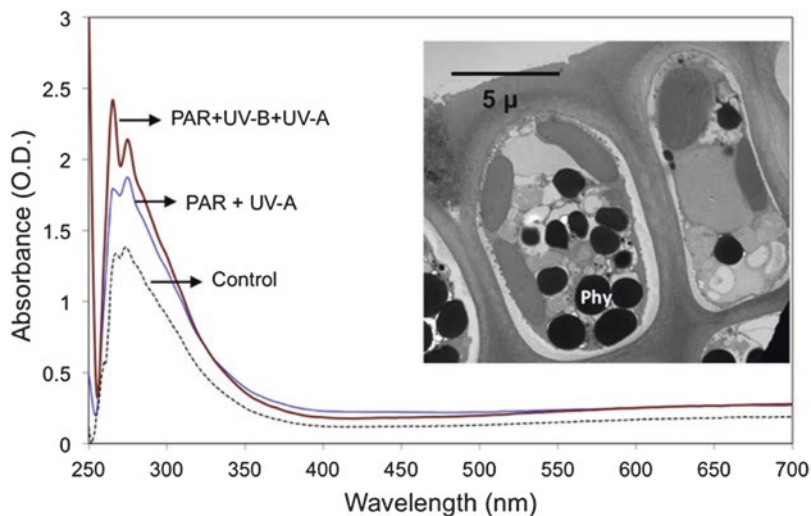 3
2.5
2
1.5
1
0.5
0
Absorbance (O.D.)
PAR+UV-B+UV-A
PAR + UV-A
Control
5 µ
Phy
250 300 350 400 450 500 550 600 650 700
Wavelength (nm)